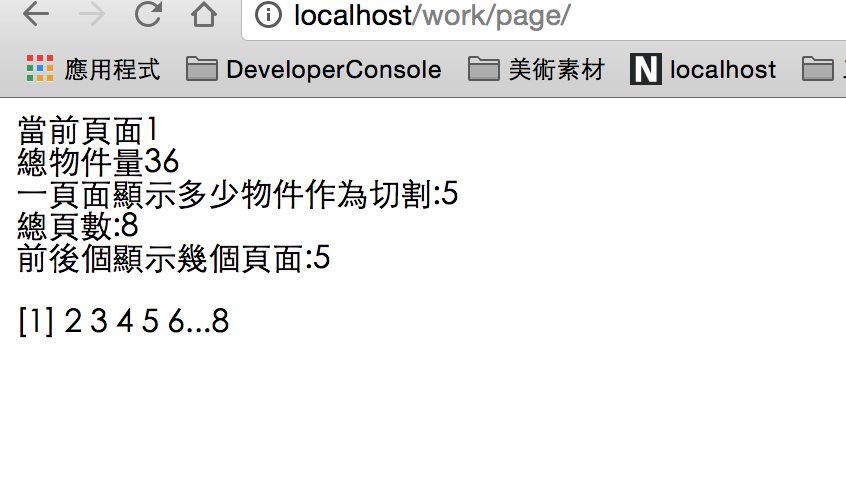 localhost/work/page/
應用程式 DeveloperConsole 美術素材 N localhost
當前頁面1
總物件量36
一頁面顯示多少物件作為切割:5
總頁數:8
前後個顯示幾個頁面:5
[1] 2 3 4 5 6...8